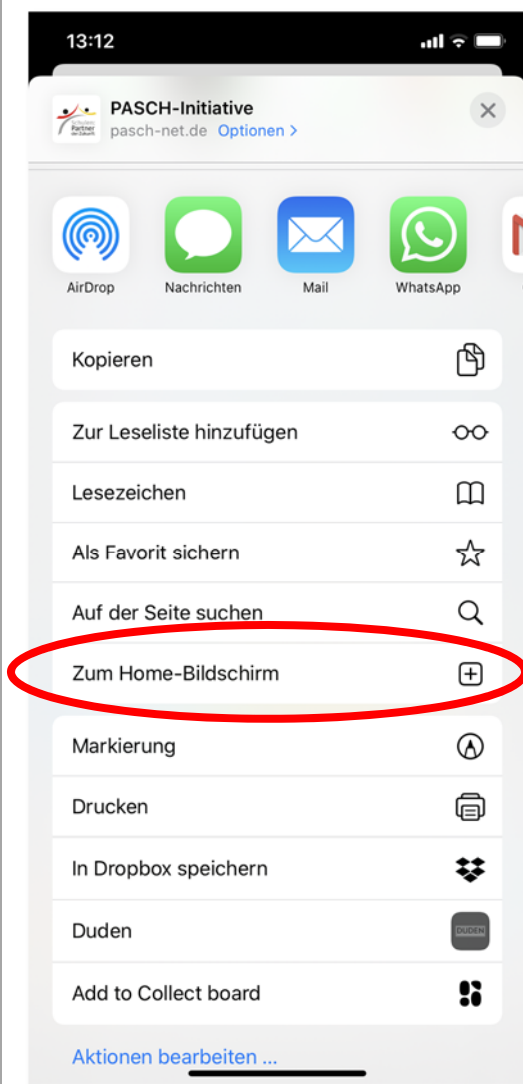 13:12
PASCH-Initiative
pasch-net.de Optionen >
AirDrop
Nachrichten
Mail
WhatsApp
Kopieren
Zur Leseliste hinzufügen
Lesezeichen
Als Favorit sichern
Auf der Seite suchen
Zum Home-Bildschirm
Markierung
Drucken
In Dropbox speichern
Duden
DUDEN
Add to Collect board
Aktionen bearbeiten ...